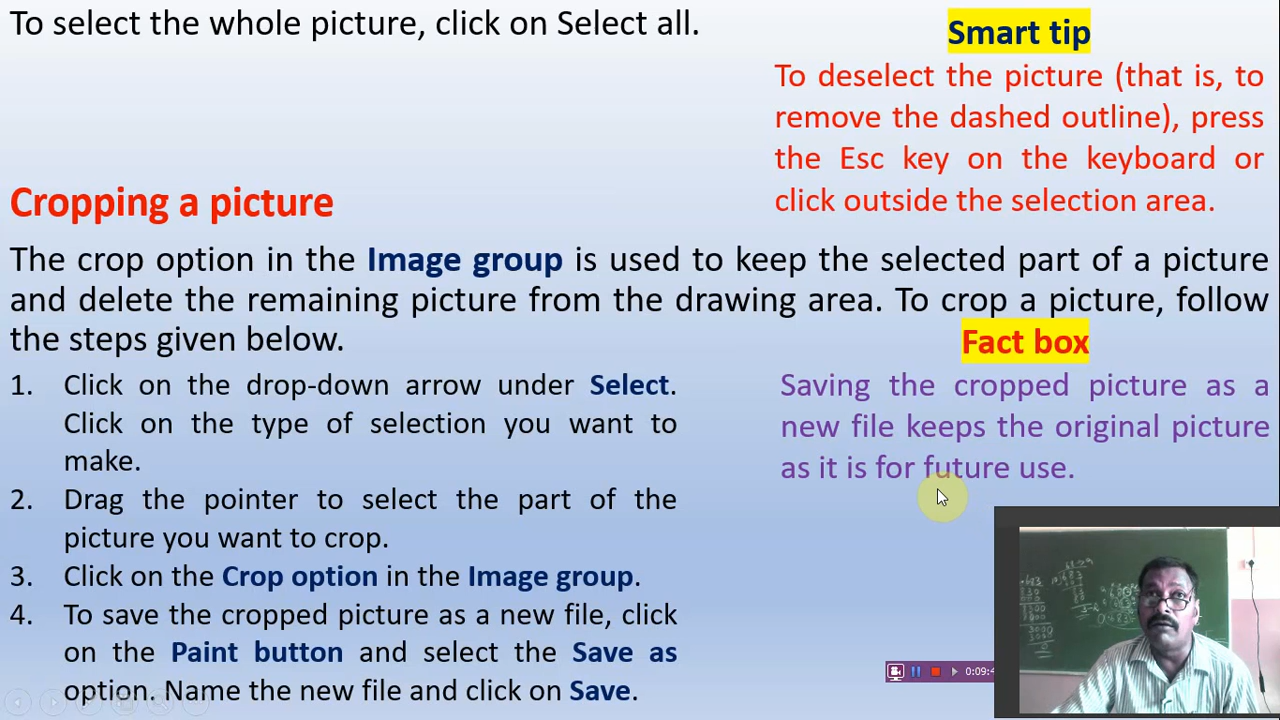 To select the whole picture, click on Select all.
Smart tip
To deselect the picture (that is, to
remove the dashed outline), press
the Esc key on the keyboard or
click outside the selection area.
Cropping a picture
The crop option in the Image group is used to keep the selected part of a picture
and delete the remaining picture from the drawing area. To crop a picture, follow
the steps given below.
1. Click on the drop-down arrow under Select.
Click on the type of selection you want to
make.
2. Drag the pointer to select the part of the
picture you want to crop.
3. Click on the Crop option in the Image group.
4. To save the cropped picture as a new file, click
on the Paint button and select the Save as
option. Name the new file and click on Save.
Fact box
Saving the cropped picture as a
new file keeps the original picture
as it is for future use.